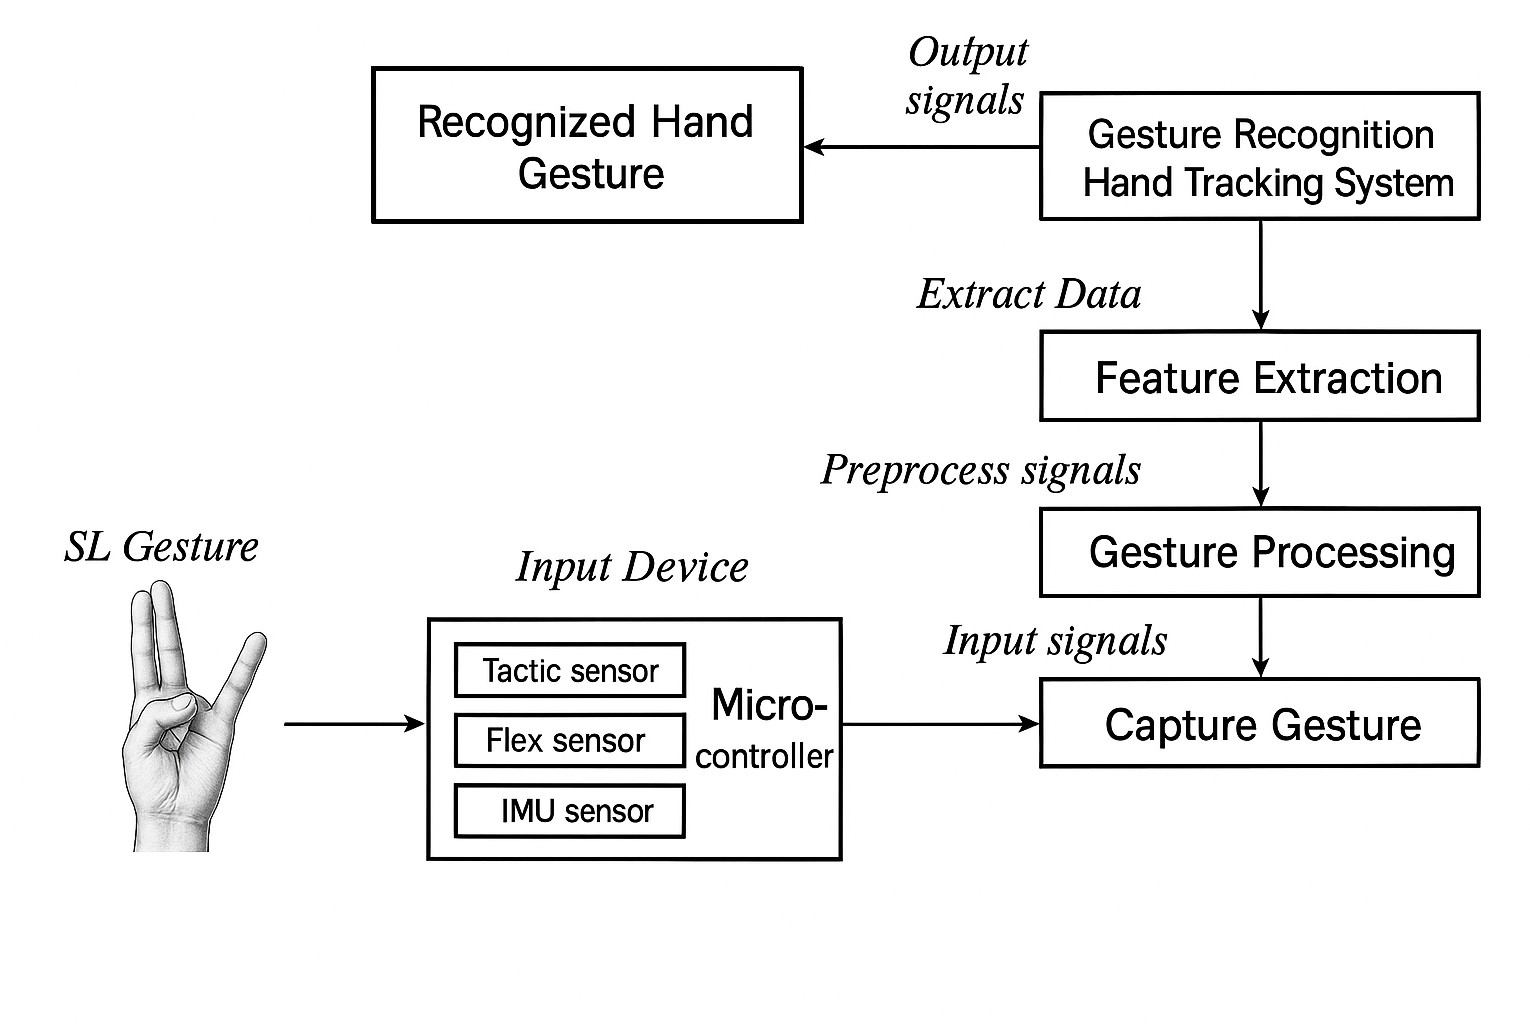 Output
signals
Recognized Hand
Gesture
Gesture Recognition
Hand Tracking System
Extract Data
Feature Extraction
Preprocess signals
Gesture Processing
SL Gesture
Input Device
Input signals
Tactic sensor
Flex sensor
IMU sensor
Micro-
controller
Capture Gesture